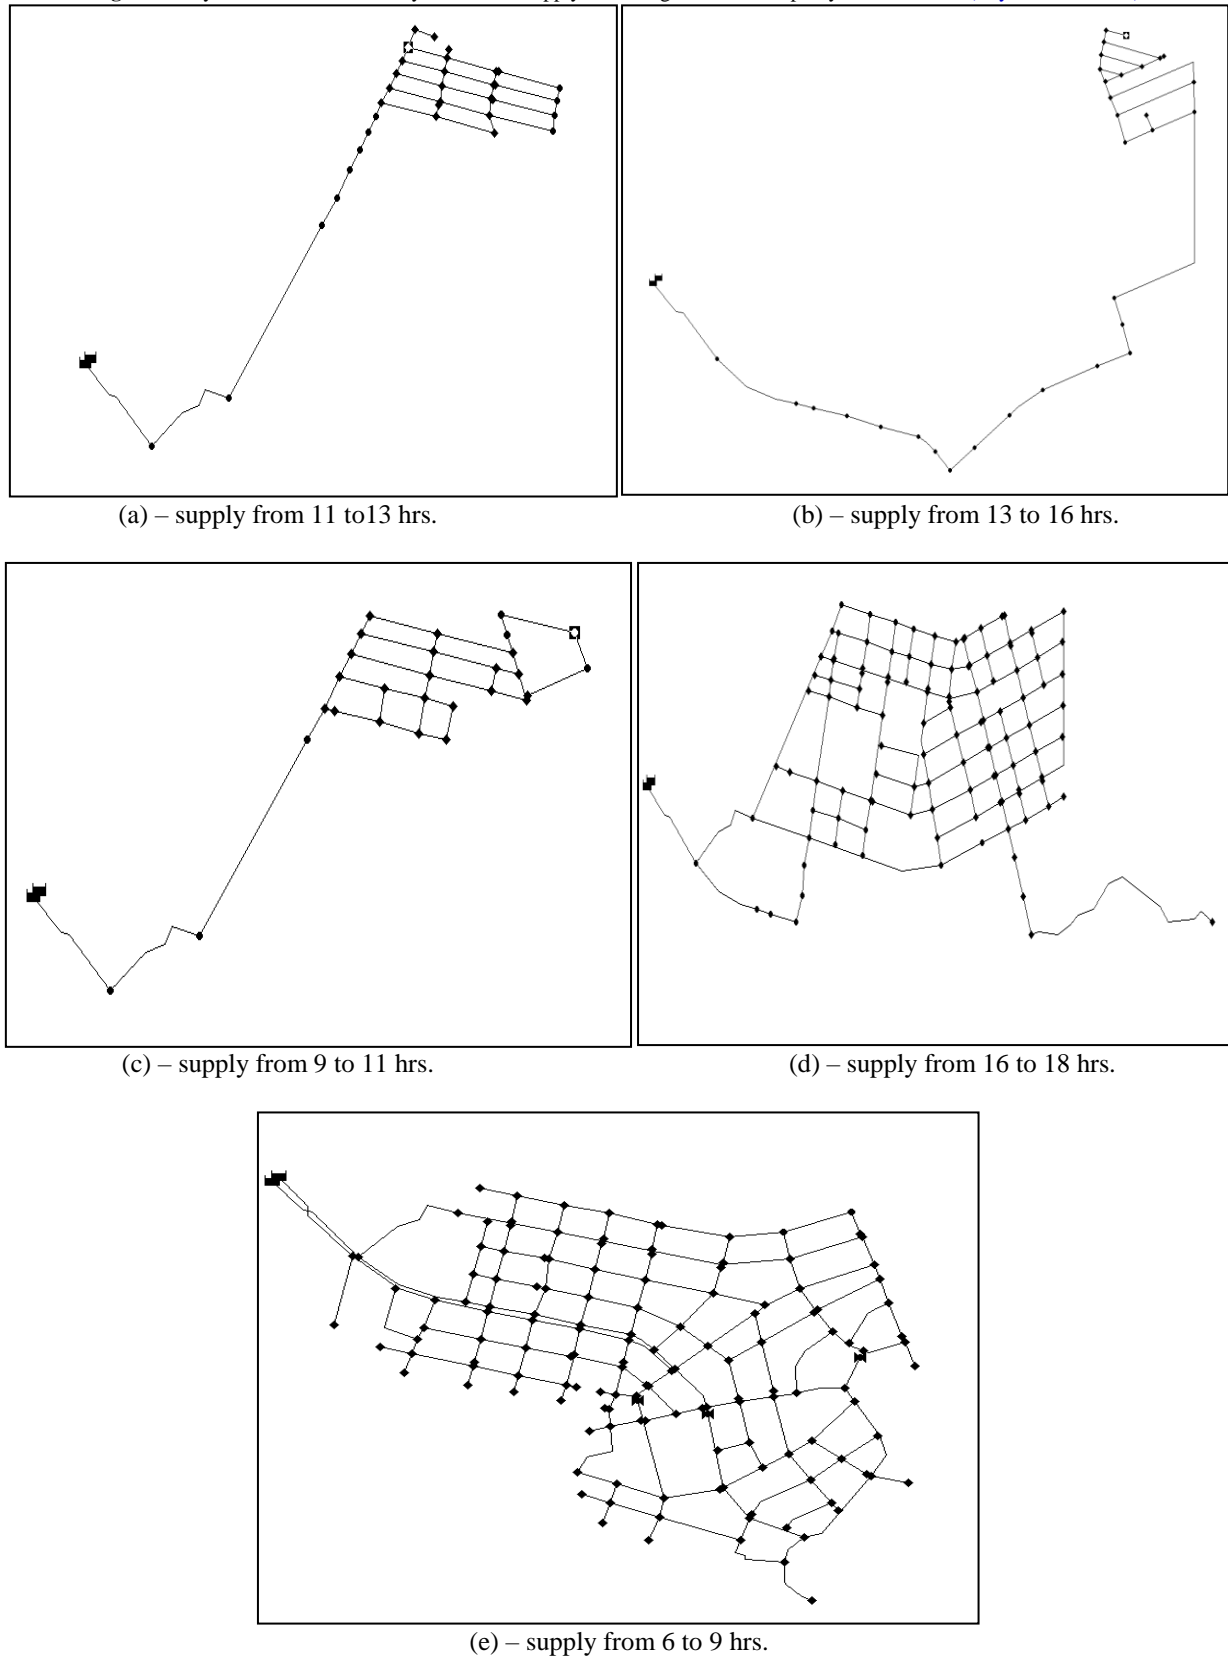 (a) – supply from 11 to13 hrs.
(b) – supply from 13 to 16 hrs.
(c) – supply from 9 to 11 hrs.
(d) – supply from 16 to 18 hrs.
(e) – supply from 6 to 9 hrs.